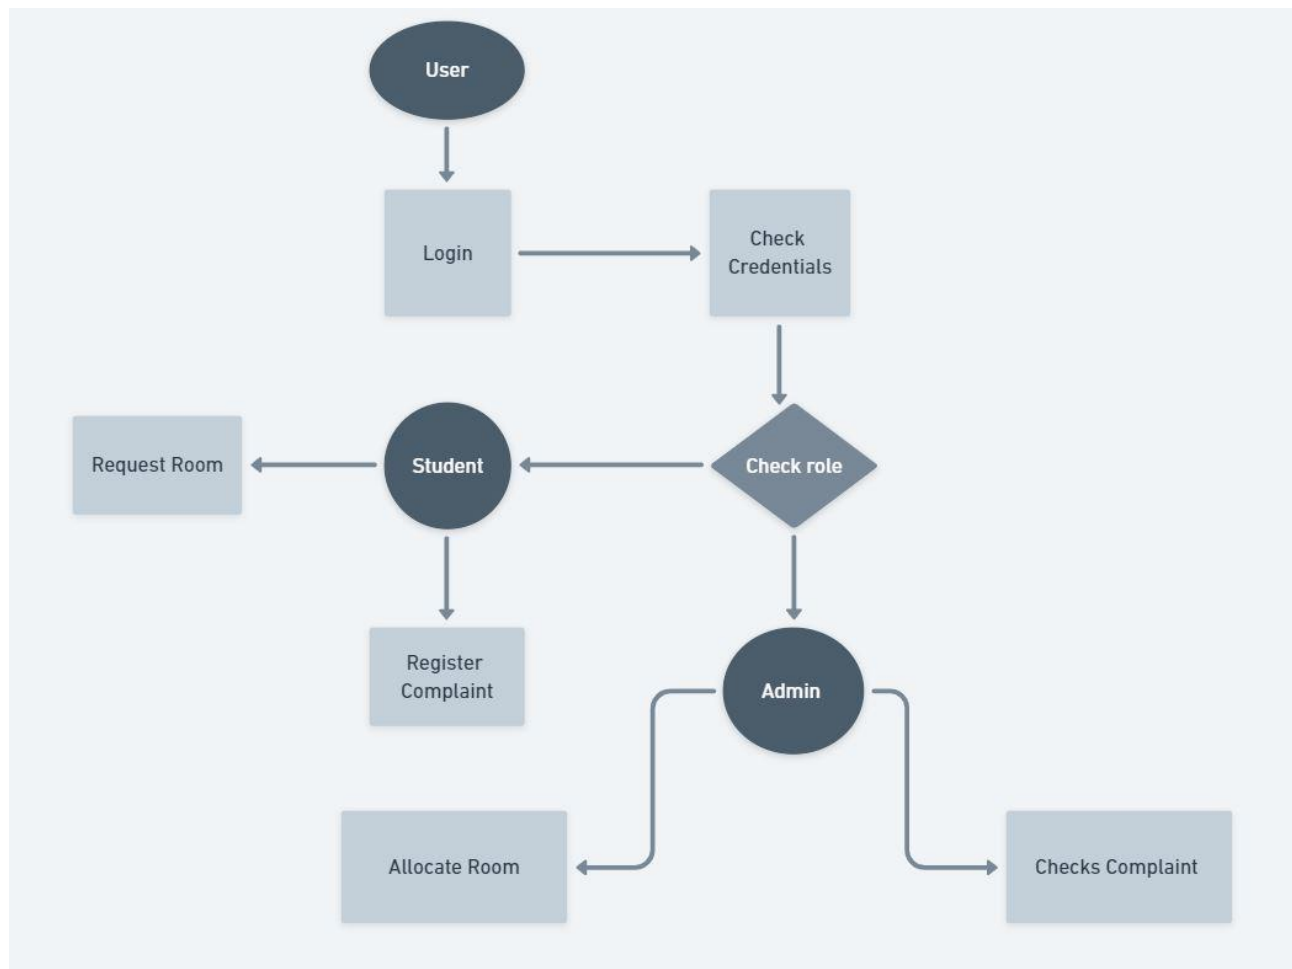 User
Login
Check
Credentials
Request Room
Student
Check role
Register
Complaint
Admin
Allocate Room
Checks Complaint